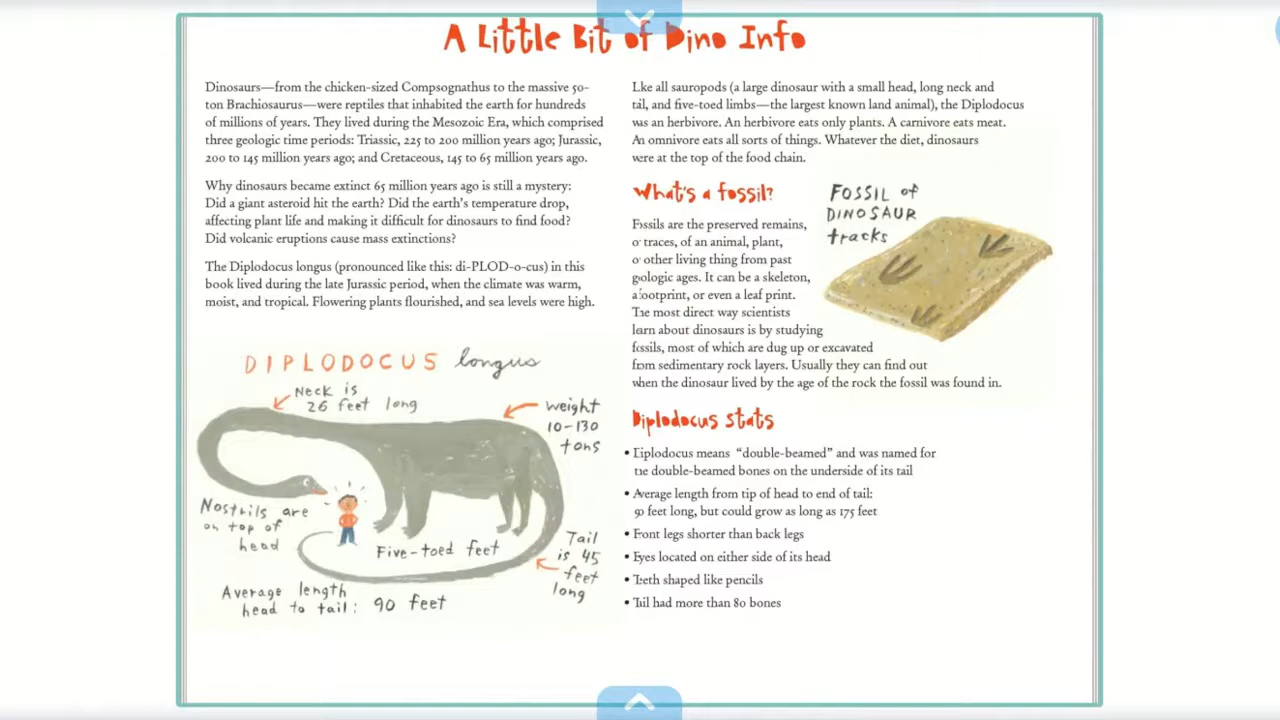 A Little Bit of Dino Info
Dinosaurs—from the chicken-sized Compsognathus to the massive 50-
ton Brachiosaurus—were reptiles that inhabited the earth for hundreds
of millions of years. They lived during the Mesozoic Era, which comprised
three geologic time periods: Triassic, 225 to 200 million years ago; Jurassic,
200 to 145 million years ago; and Cretaceous, 145 to 65 million years ago.
Why dinosaurs became extinct 65 million years ago is still a mystery:
Did a giant asteroid hit the earth? Did the earth's temperature drop,
affecting plant life and making it difficult for dinosaurs to find food?
Did volcanic eruptions cause mass extinctions?
The Diplodocus longus (pronounced like this: di-PLOD-o-cus) in this
book lived during the late Jurassic period, when the climate was warm,
moist, and tropical. Flowering plants flourished, and sea levels were high.
DIPLODOCUS longus
Neck is
26 feet long
Weight
10-130
tons
Nostrils are
on top of
head
Five-toed feet
Tail
is 45
feet
long
Average length
head to tail: 90 feet
Like all sauropods (a large dinosaur with a small head, long neck and
tail, and five-toed limbs—the largest known land animal), the Diplodocus
was an herbivore. An herbivore eats only plants. A carnivore eats meat.
An omnivore eats all sorts of things. Whatever the diet, dinosaurs
were at the top of the food chain.
What's a fossil?
FOSSIL of
DINOSAUR
tracks
Fossils are the preserved remains,
or traces, of an animal, plant,
or other living thing from past
geologic ages. It can be a skeleton,
a footprint, or even a leaf print.
The most direct way scientists
learn about dinosaurs is by studying
fossils, most of which are dug up or excavated
from sedimentary rock layers. Usually they can find out
when the dinosaur lived by the age of the rock the fossil was found in.
Diplodocus stats
• Diplodocus means "double-beamed" and was named for
the double-beamed bones on the underside of its tail
• Average length from tip of head to end of tail:
90 feet long, but could grow as long as 175 feet
• Front legs shorter than back legs
• Eyes located on either side of its head
• Teeth shaped like pencils
• Tail had more than 80 bones